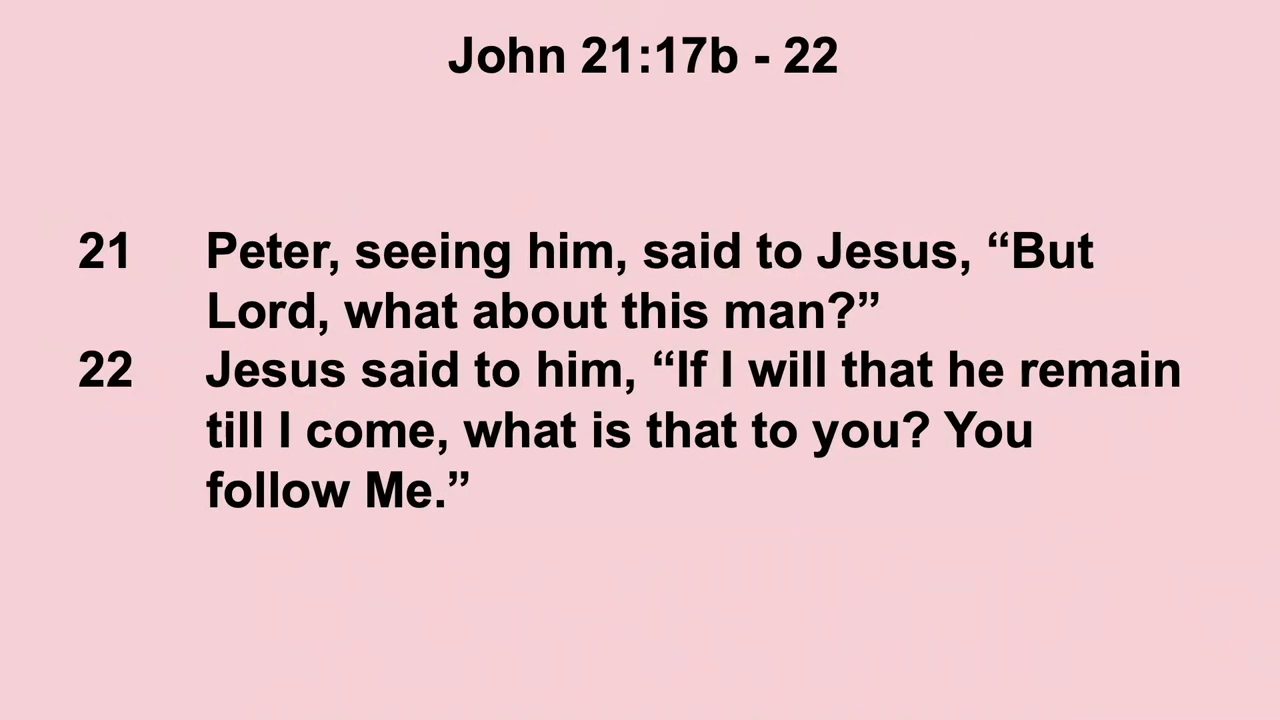 John 21:17b - 22
21 Peter, seeing him, said to Jesus, “But
Lord, what about this man?”
22 Jesus said to him, “If I will that he remain
till I come, what is that to you? You
follow Me.”